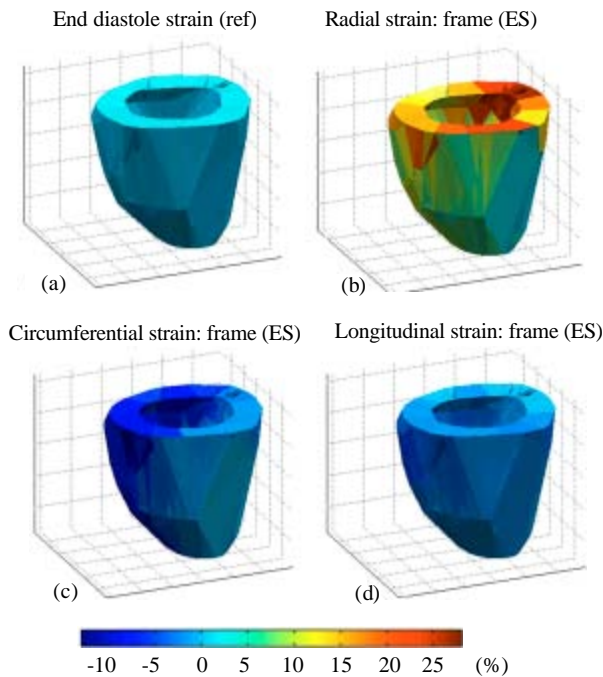 End diastole strain (ref)
Radial strain: frame (ES)
(a)
(b)
Circumferential strain: frame (ES)
Longitudinal strain: frame (ES)
(c)
(d)
-10 -5 0 5 10 15 20 25 (%)